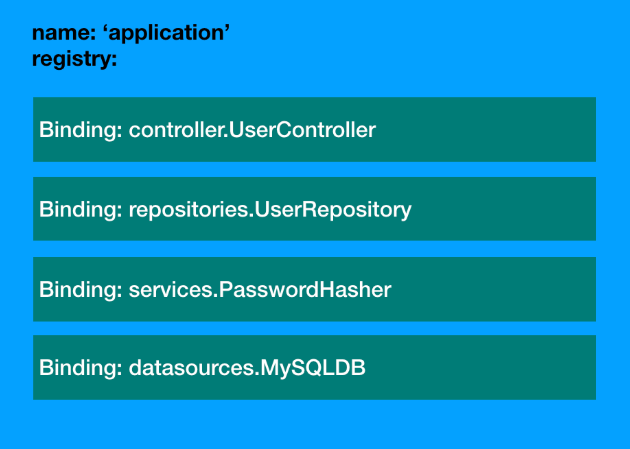 name: ‘application’
registry:
Binding: controller.UserController
Binding: repositories.UserRepository
Binding: services.PasswordHasher
Binding: datasources.MySQLDB